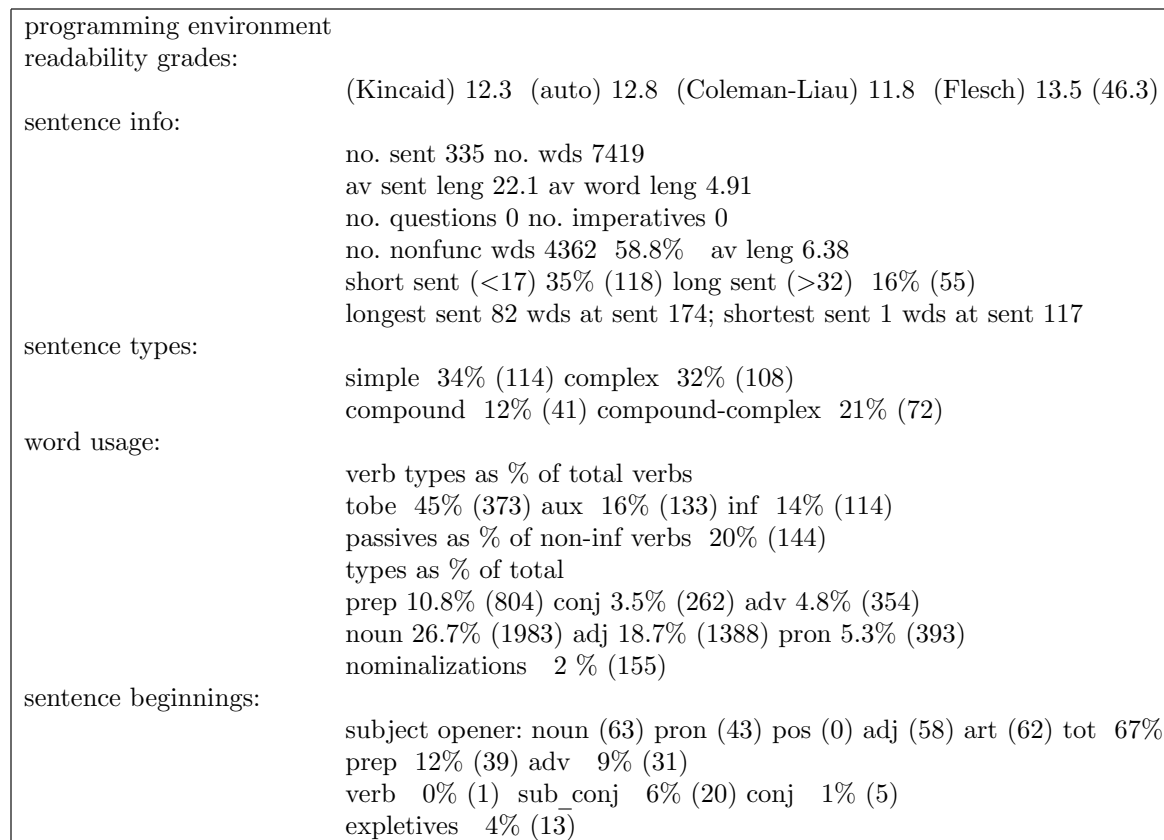 programming environment
readability grades:
(Kincaid) 12.3 (auto) 12.8 (Coleman-Liau) 11.8 (Flesch) 13.5 (46.3)
sentence info:
no. sent 335 no. wds 7419
av sent leng 22.1 av word leng 4.91
no. questions 0 no. imperatives 0
no. nonfunc wds 4362 58.8% av leng 6.38
short sent (<17) 35% (118) long sent (>32) 16% (55)
longest sent 82 wds at sent 174; shortest sent 1 wds at sent 117
sentence types:
simple 34% (114) complex 32% (108)
compound 12% (41) compound-complex 21% (72)
word usage:
verb types as % of total verbs
tobe 45% (373) aux 16% (133) inf 14% (114)
passives as % of non-inf verbs 20% (144)
types as % of total
prep 10.8% (804) conj 3.5% (262) adv 4.8% (354)
noun 26.7% (1983) adj 18.7% (1388) pron 5.3% (393)
nominalizations 2 % (155)
sentence beginnings:
subject opener: noun (63) pron (43) pos (0) adj (58) art (62) tot 67%
prep 12% (39) adv 9% (31)
verb 0% (1) sub_conj 6% (20) conj 1% (5)
expletives 4% (13)